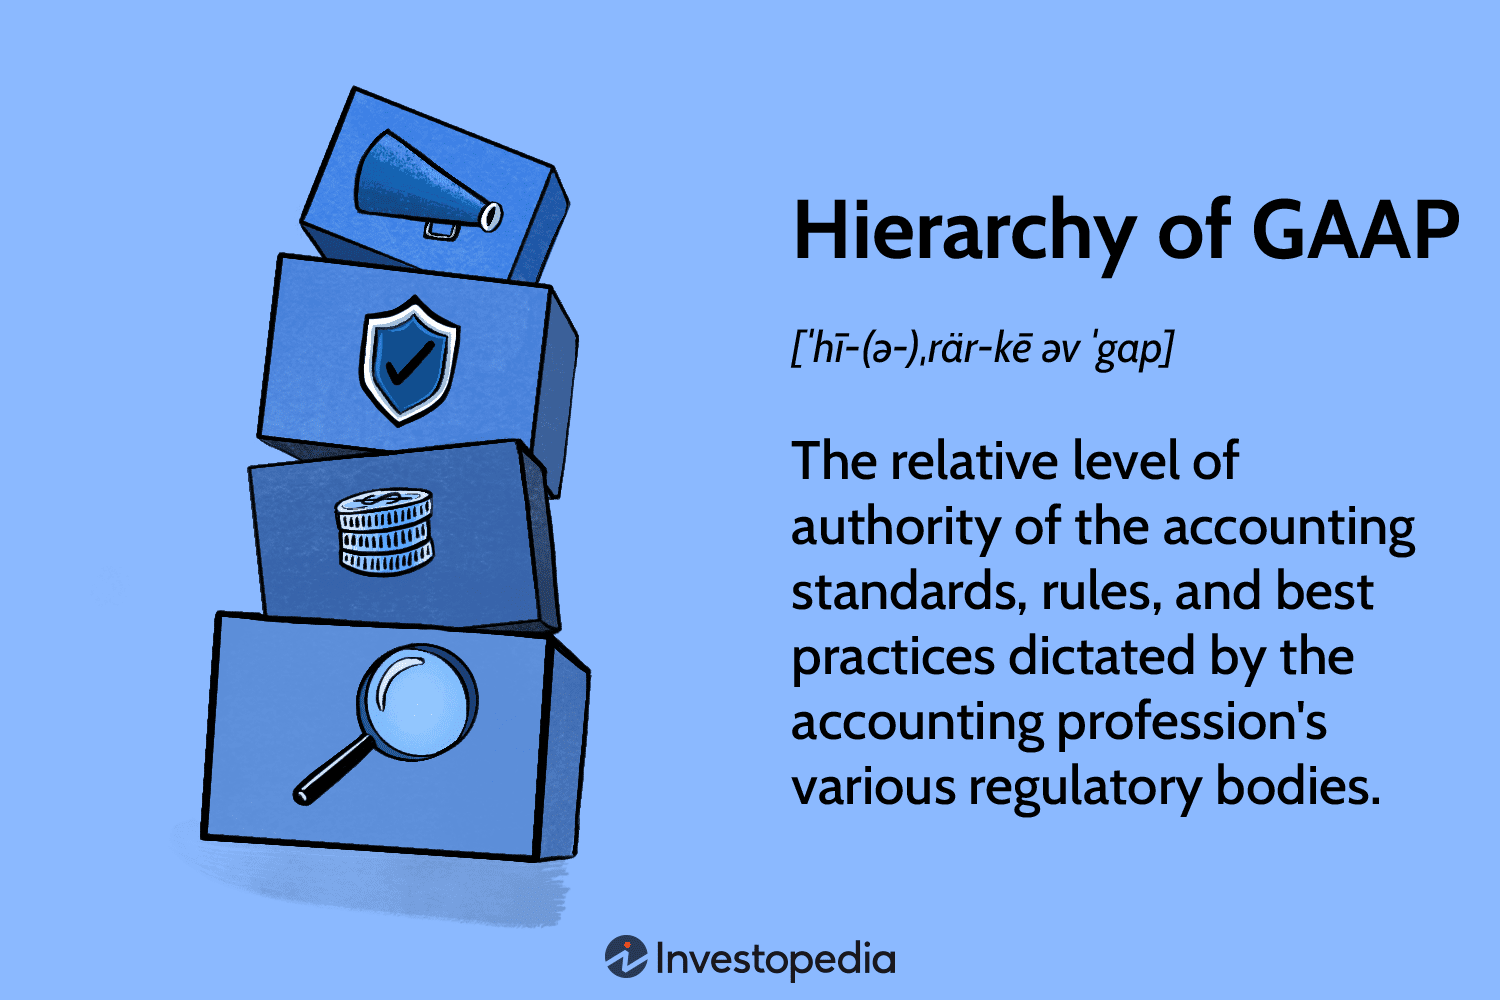 Hierarchy of GAAP
[ˈhī-(ə-)ˌrär-kē əv ˈgap]
The relative level of
authority of the accounting
standards, rules, and best
practices dictated by the
accounting profession's
various regulatory bodies.
$
Investopedia